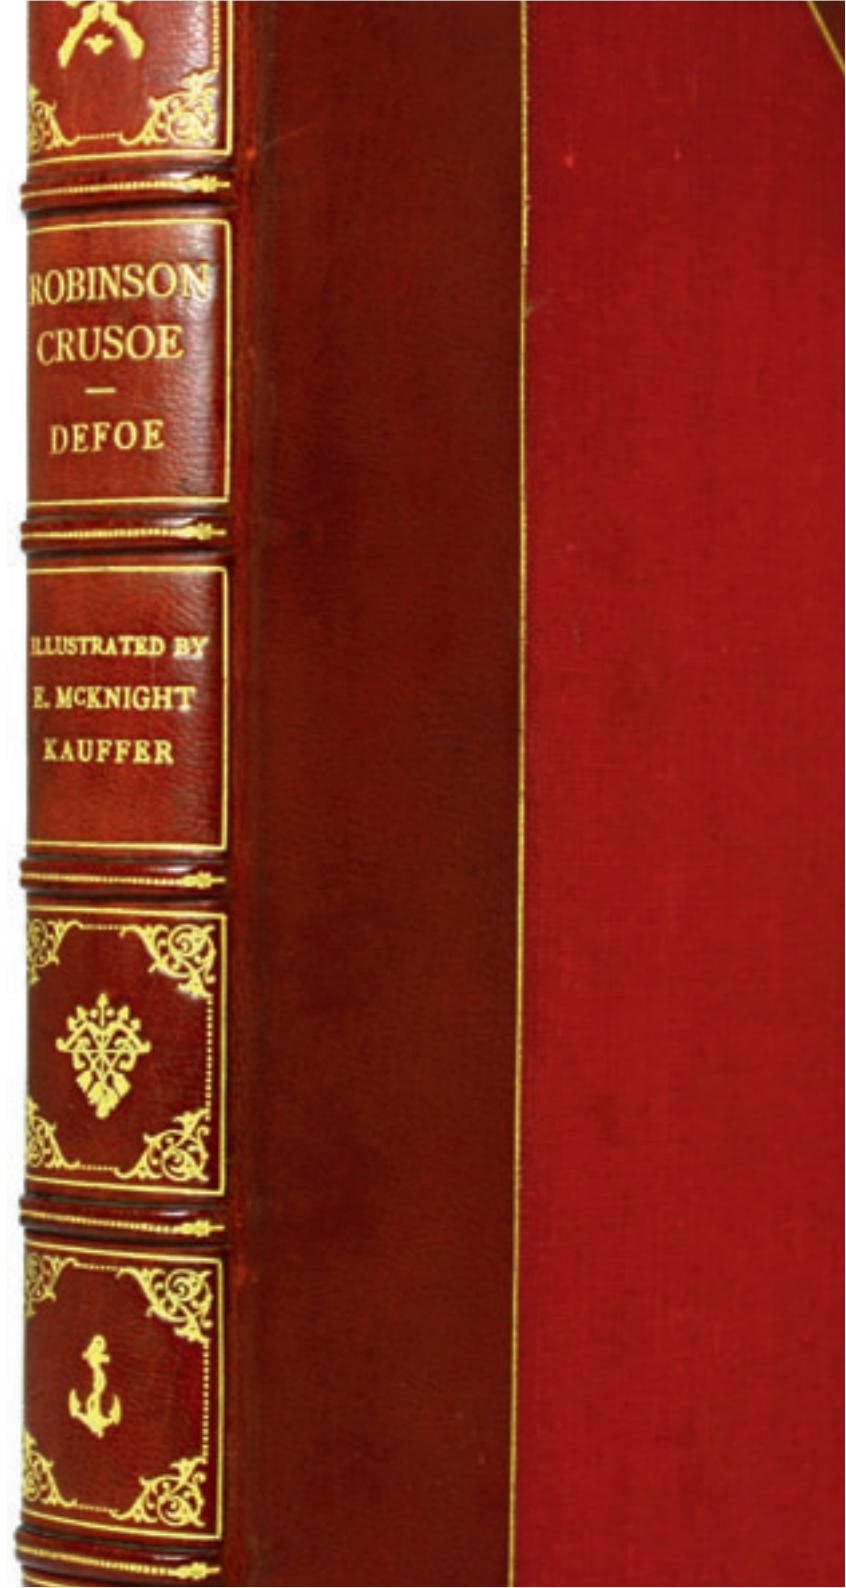 ROBINSON
CRUSOE
—
DEFOE
ILLUSTRATED BY
E. McKNIGHT
KAUFFER